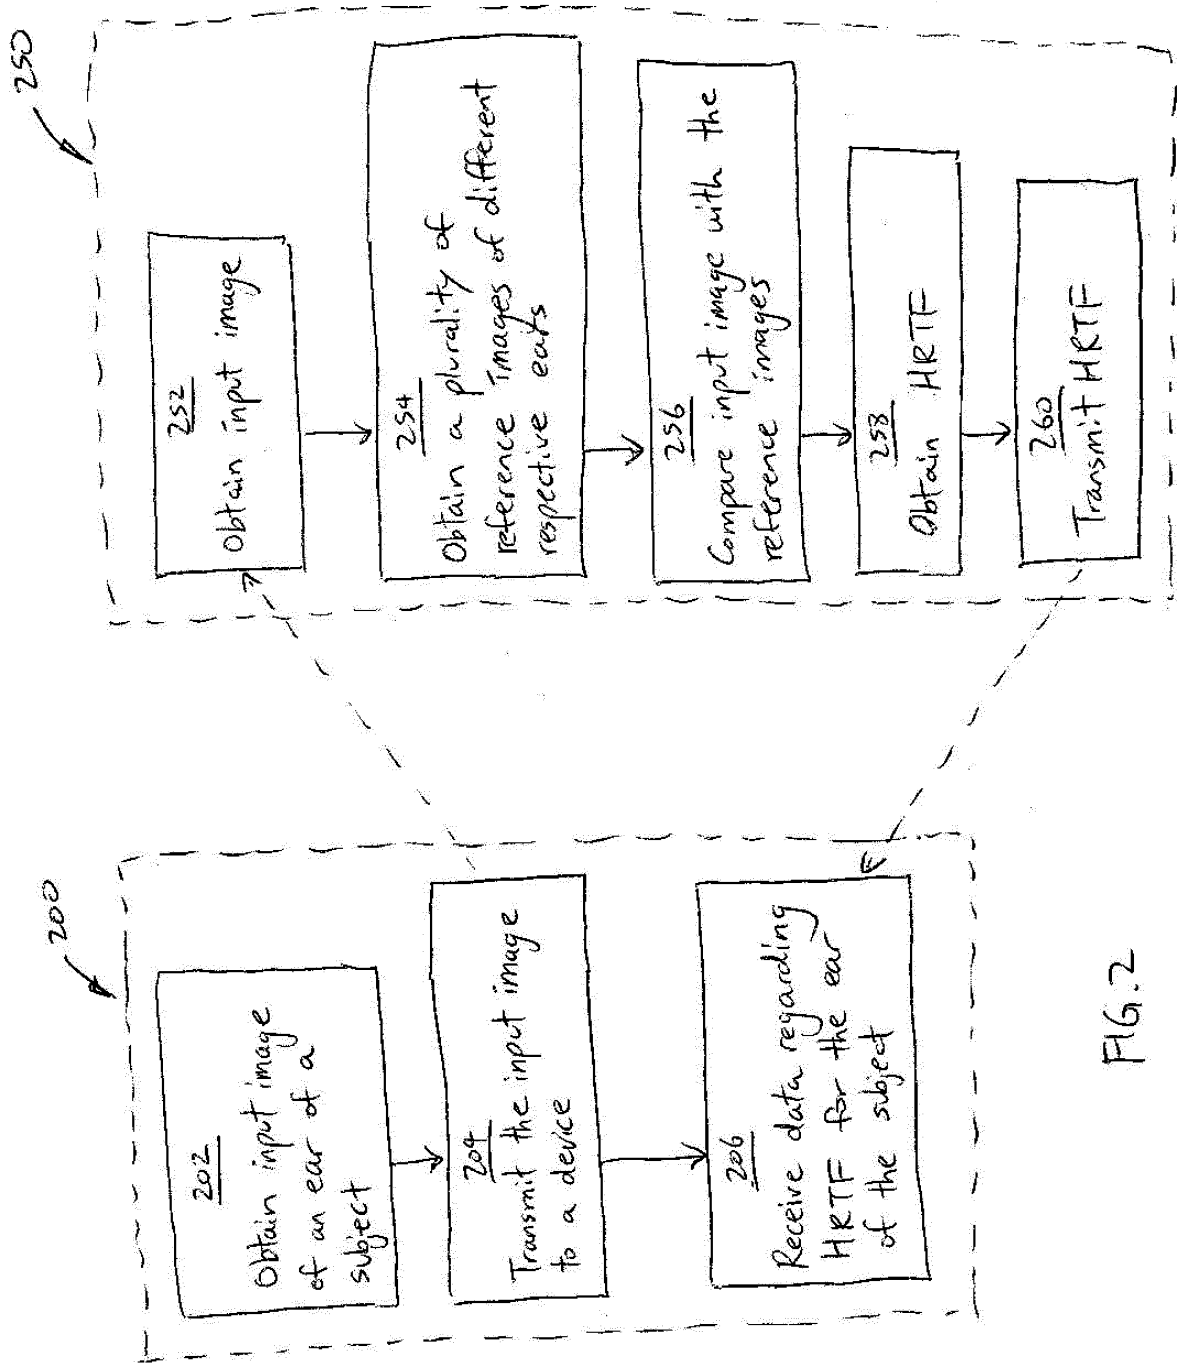 200
202
Obtain input image
of an ear of a
subject
204
Transmit the input image
to a device
206
Receive data regarding
HRTF for the ear
of the subject
250
252
Obtain input image
254
Obtain a plurality of
reference images of different
respective ears
256
Compare input image with the
reference images
258
Obtain HRTF
260
Transmit HRTF
FIG.2